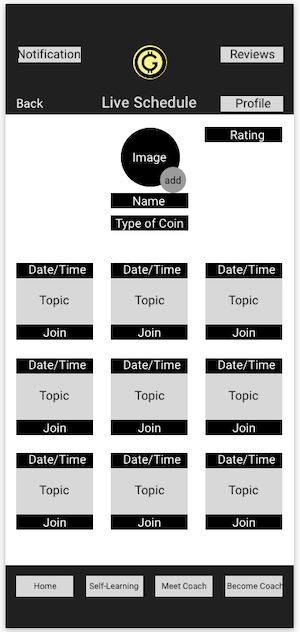 Notification
G
Reviews
Back
Live Schedule
Profile
Rating
Image
add
Name
Type of Coin
Date/Time Date/Time Date/Time
Topic Topic Topic
Join Join Join
Date/Time Date/Time Date/Time
Topic Topic Topic
Join Join Join
Date/Time Date/Time Date/Time
Topic Topic Topic
Join Join Join
Home Self-Learning Meet Coach Become Coach